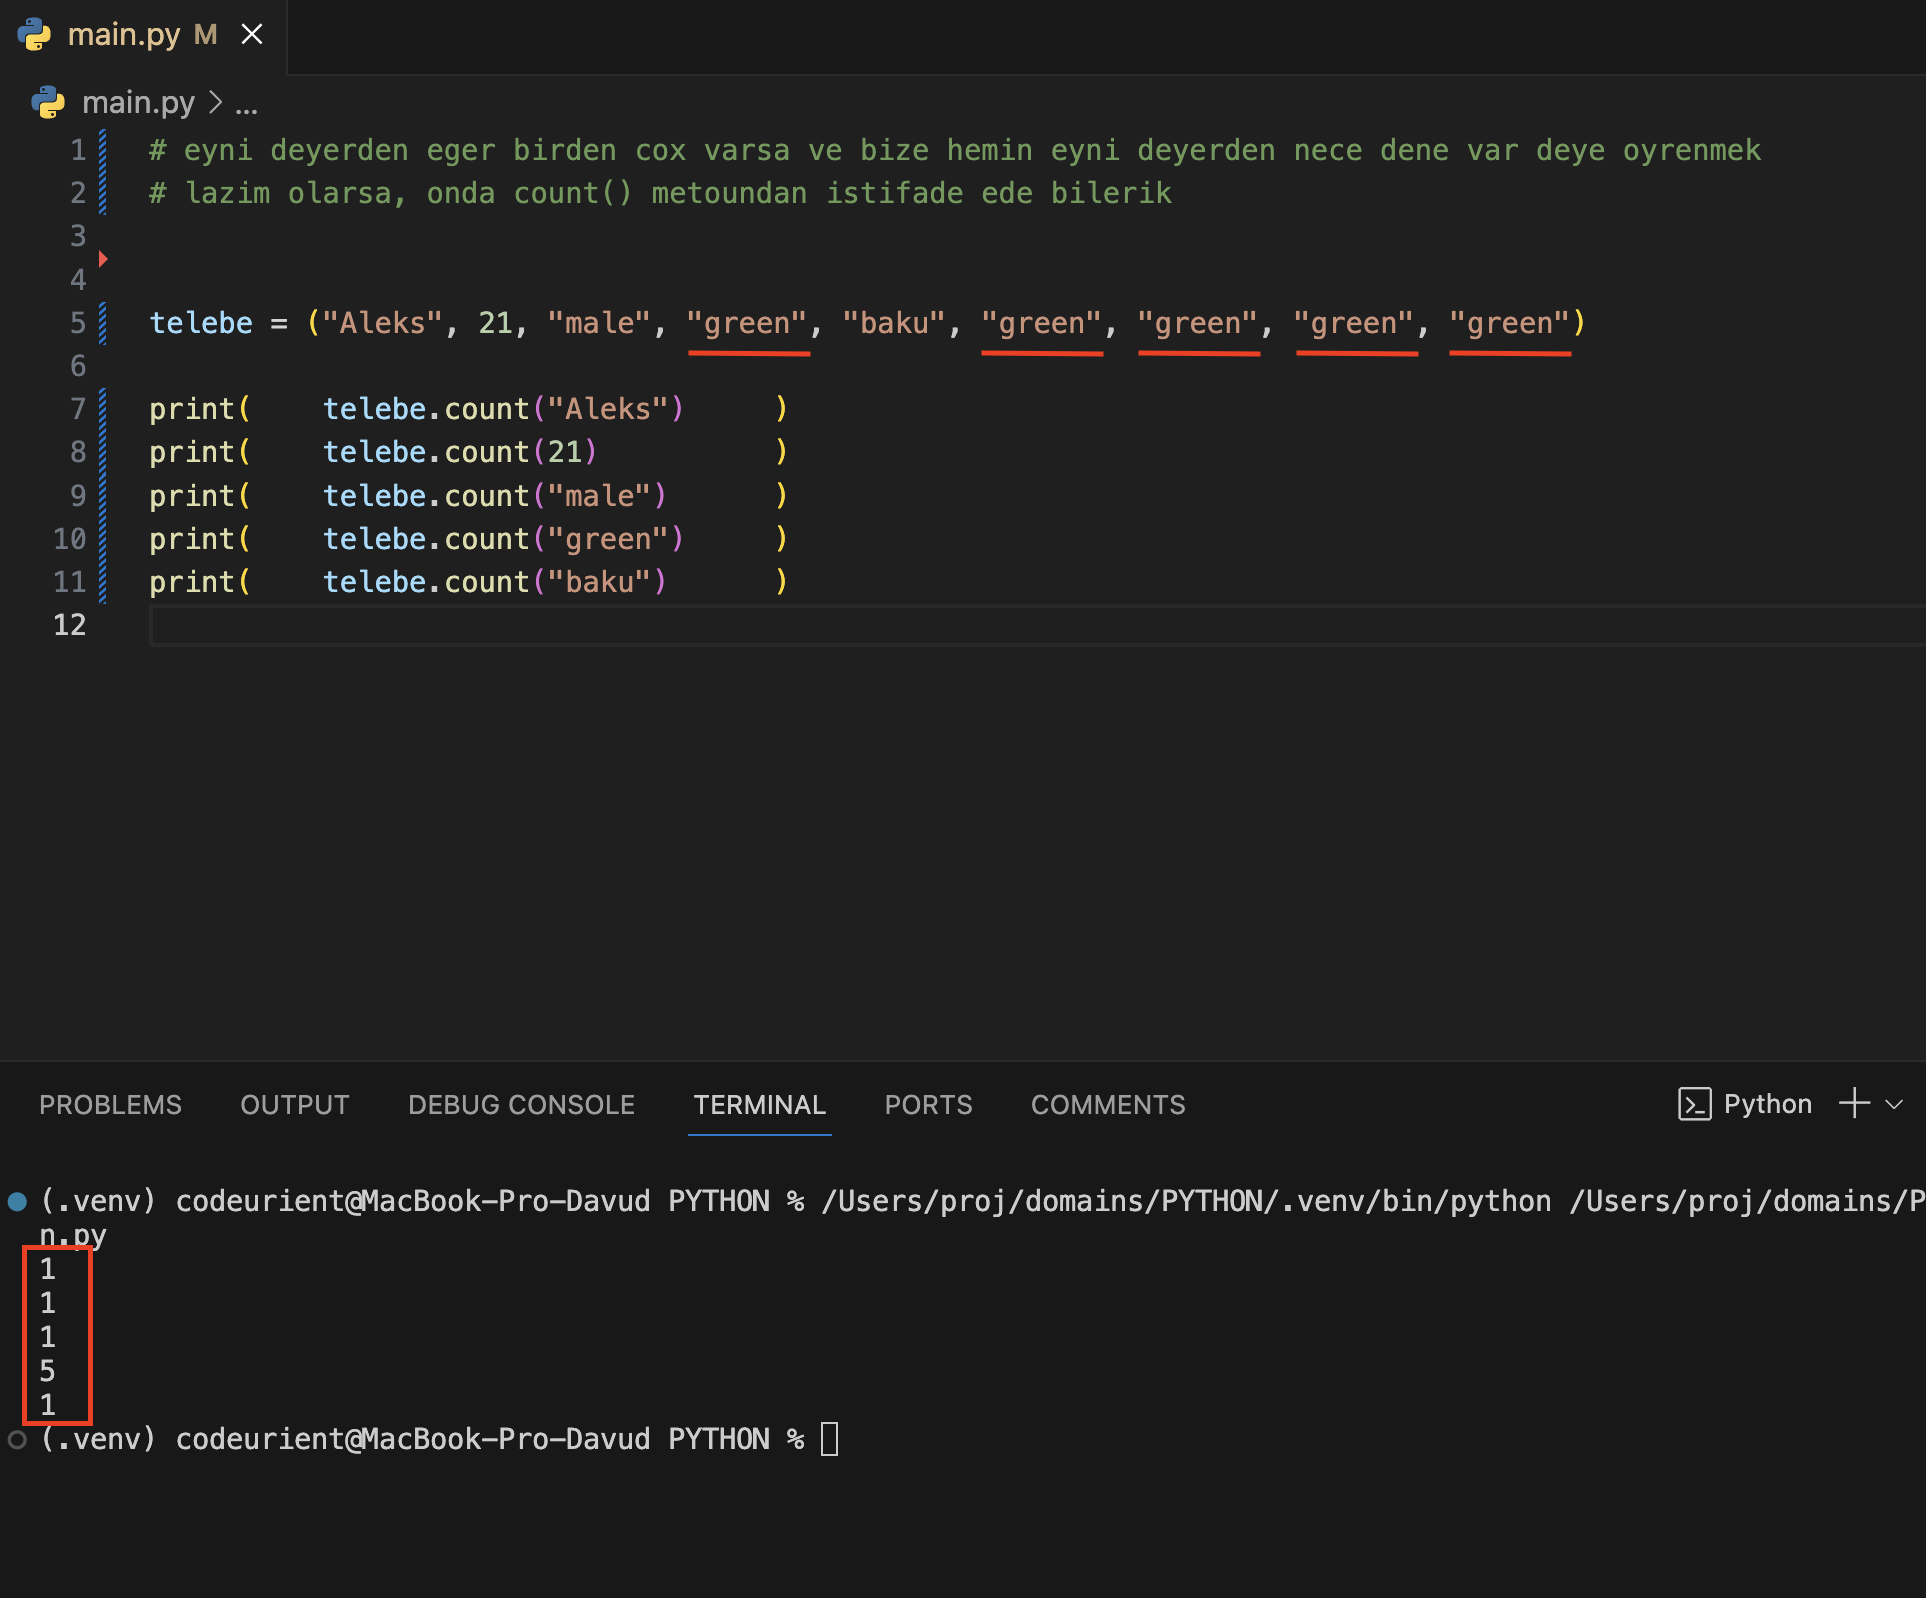 main.py M
main.py > ...
1 # eyni deyerden eger birden cox varsa ve bize hemin eyni deyerden nece dene var deye oyrenmek
2 # lazim olarsa, onda count() metoundan istifade ede bilerik
3
4
5 telebe = ("Aleks", 21, "male", "green", "baku", "green", "green", "green", "green")
6
7 print(    telebe.count("Aleks")     )
8 print(    telebe.count(21)          )
9 print(    telebe.count("male")      )
10 print(    telebe.count("green")     )
11 print(    telebe.count("baku")      )
12
PROBLEMS OUTPUT DEBUG CONSOLE TERMINAL PORTS COMMENTS Python
(.venv) codeurient@MacBook-Pro-Davud PYTHON % /Users/proj/domains/PYTHON/.venv/bin/python /Users/proj/domains/P
n.py
1
1
1
5
1
(.venv) codeurient@MacBook-Pro-Davud PYTHON %